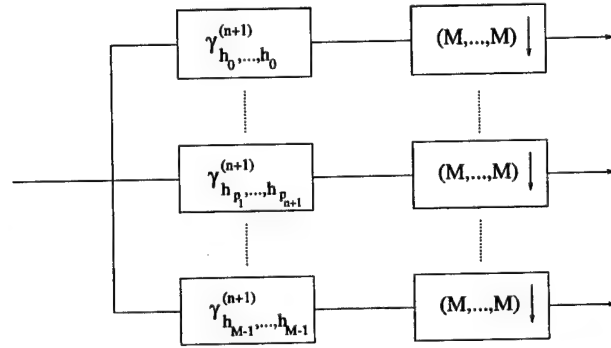 γ^{(n+1)}_{h_0,...,h_0} (M,...,M) ↓
γ^{(n+1)}_{h_{p_1},...,h_{p_{n+1}}} (M,...,M) ↓
γ^{(n+1)}_{h_{M-1},...,h_{M-1}} (M,...,M) ↓